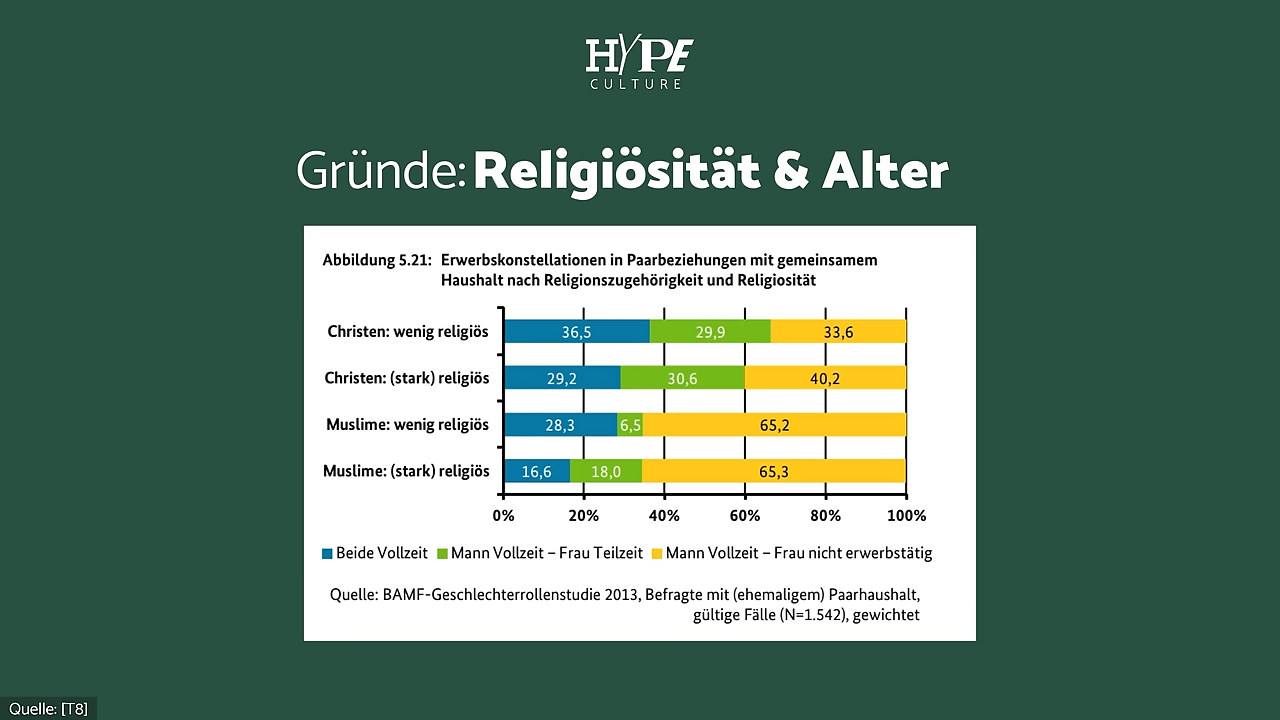 HYPE
CULTURE
Gründe: Religiösität & Alter
Abbildung 5.21: Erwerbskonstellationen in Paarbeziehungen mit gemeinsamem
Haushalt nach Religionszugehörigkeit und Religiosität
Christen: wenig religiös 36,5 29,9 33,6
Christen: (stark) religiös 29,2 30,6 40,2
Muslime: wenig religiös 28,3 6,5 65,2
Muslime: (stark) religiös 16,6 18,0 65,3
0% 20% 40% 60% 80% 100%
Beide Vollzeit Mann Vollzeit – Frau Teilzeit Mann Vollzeit – Frau nicht erwerbstätig
Quelle: BAMF-Geschlechterrollenstudie 2013, Befragte mit (ehemaligem) Paarhaushalt,
gültige Fälle (N=1.542), gewichtet
Quelle: [T8]